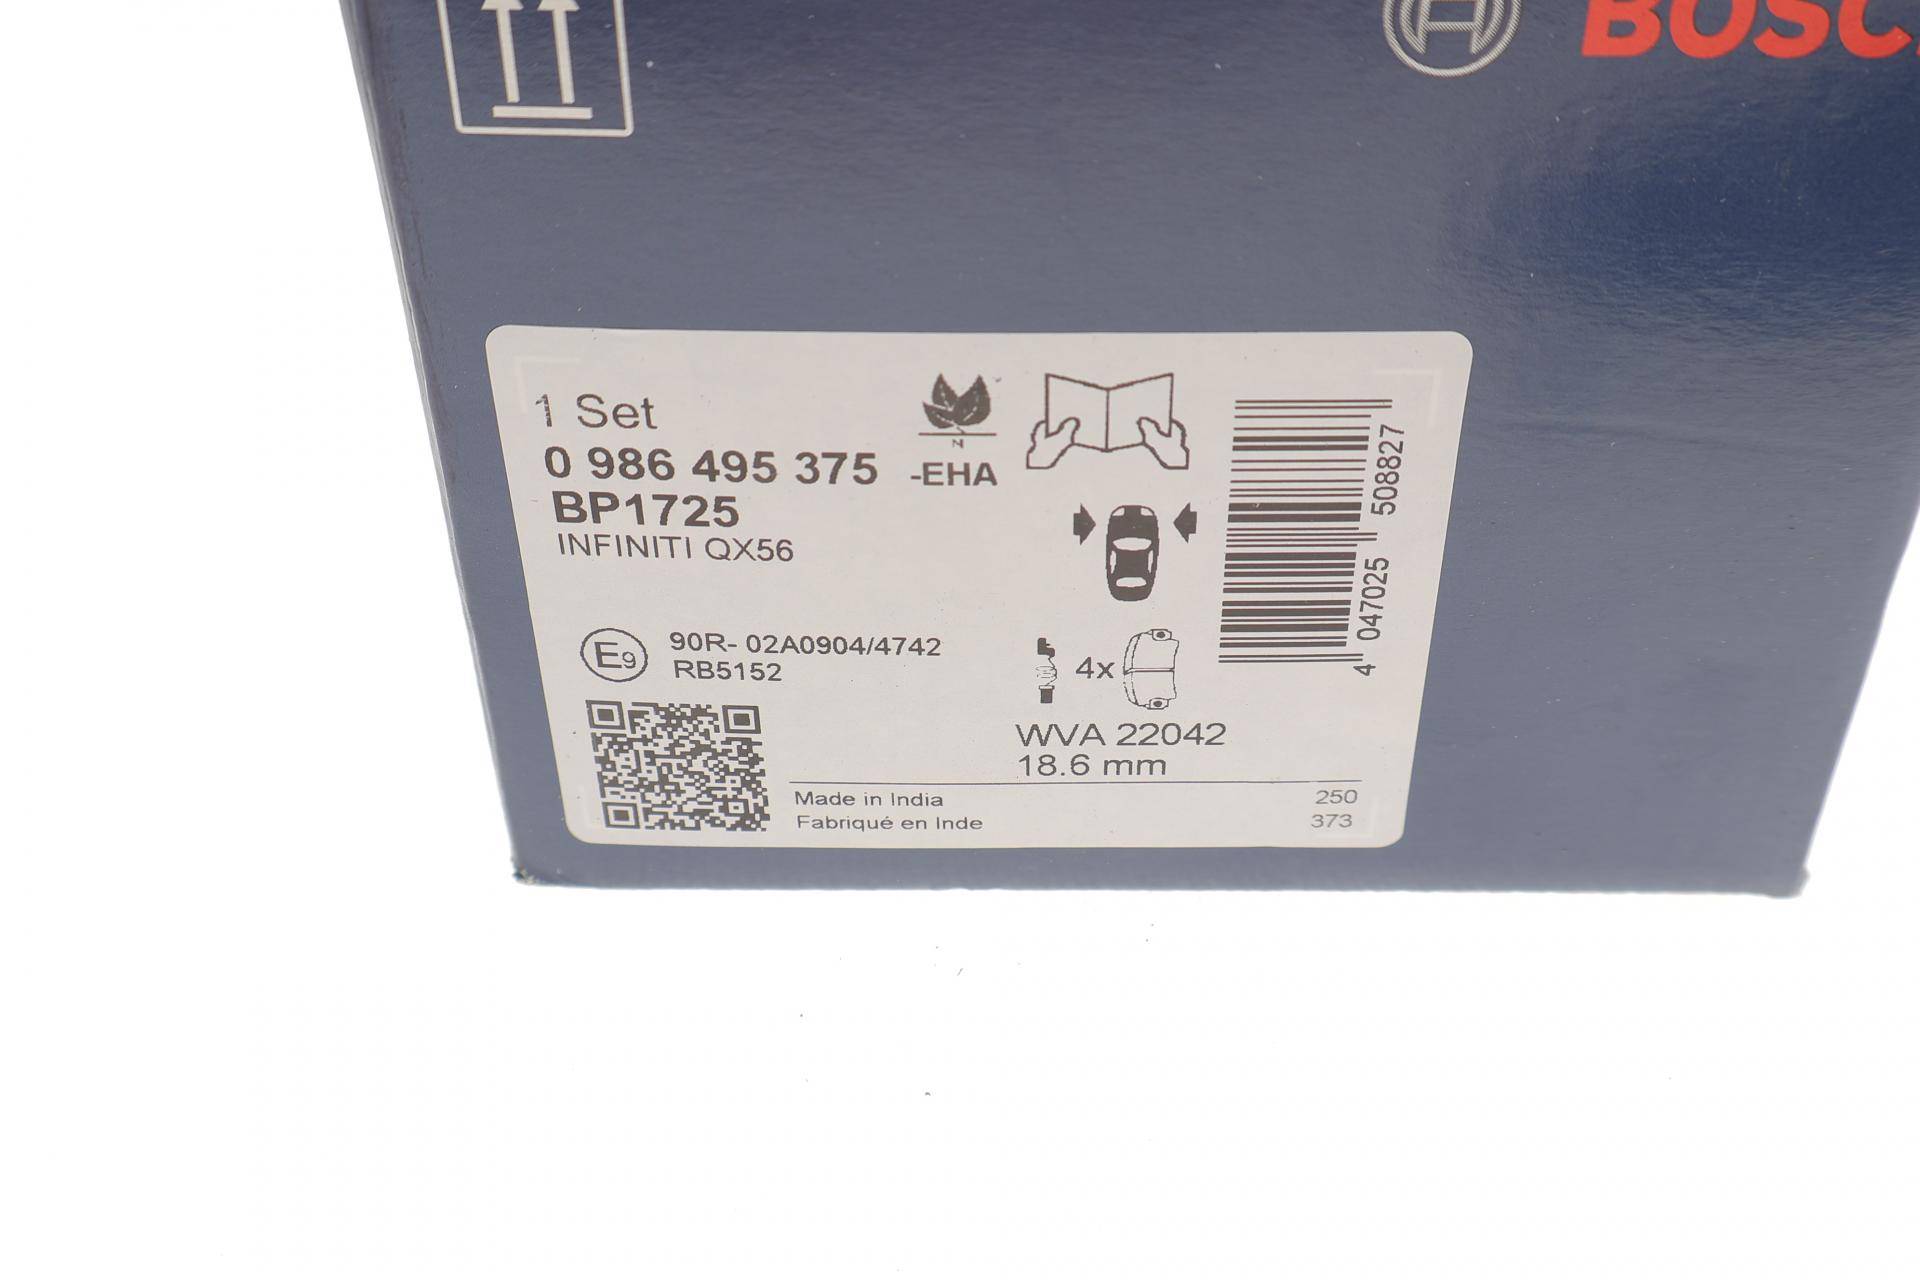 BOSC
1 Set
0 986 495 375 -EHA
BP1725
INFINITI QX56
E9 90R- 02A0904/4742
RB5152
4x
WVA 22042
18.6 mm
Made in India 250
Fabriqué en Inde 373
4 047025 508827
N